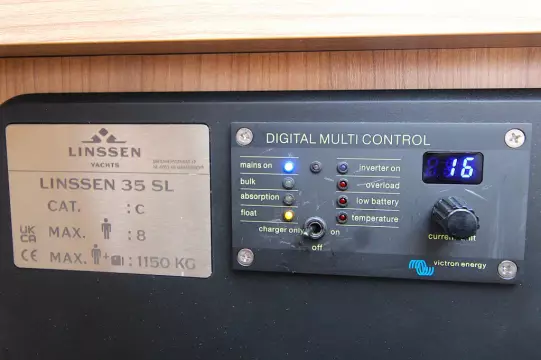 LINSSEN
YACHTS
LINSSEN 35 SL
CAT. : C
UK CA MAX. : 8
CE MAX. + : 1150 KG
DIGITAL MULTI CONTROL
mains on
bulk
absorption
float
inverter on
overload
low battery
temperature
16
charger only
on
off
current limit
victron energy